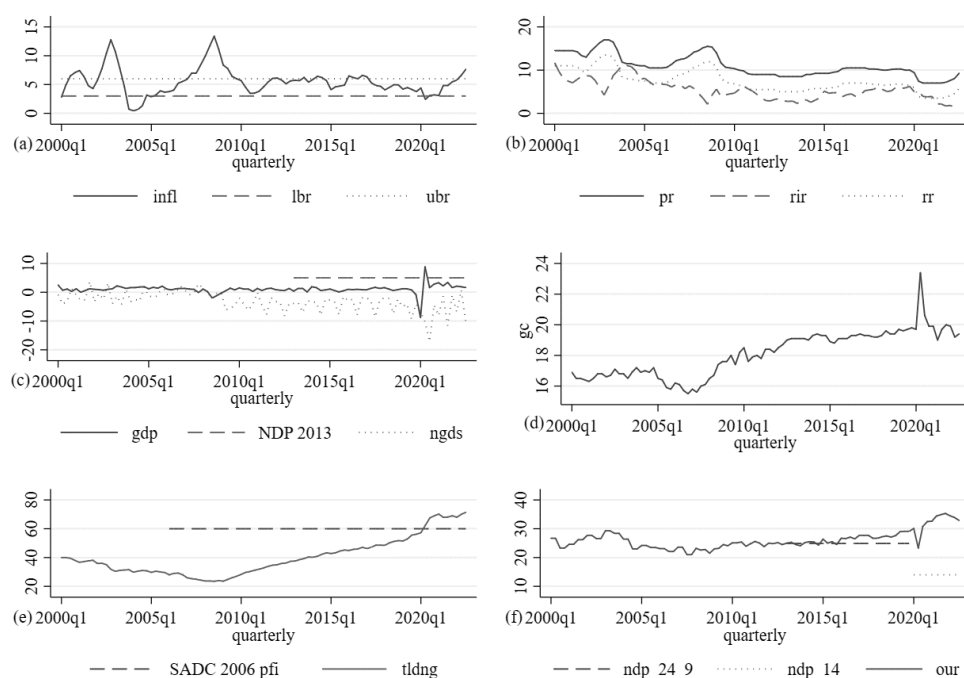 15
10
5
0
(a)
2000q1 2005q1 2010q1 2015q1 2020q1
quarterly
infl lbr ubr
20
10
0
(b)
2000q1 2005q1 2010q1 2015q1 2020q1
quarterly
pr rir rr
10
0
-10
-20
(c)
2000q1 2005q1 2010q1 2015q1 2020q1
quarterly
gdp NDP 2013 ngds
24
22
20
18
16
gc
(d)
2000q1 2005q1 2010q1 2015q1 2020q1
quarterly
80
60
40
20
(e)
2000q1 2005q1 2010q1 2015q1 2020q1
quarterly
SADC 2006 pfi tldng
40
30
20
10
(f)
2000q1 2005q1 2010q1 2015q1 2020q1
quarterly
ndp 24 9 ndp 14 our